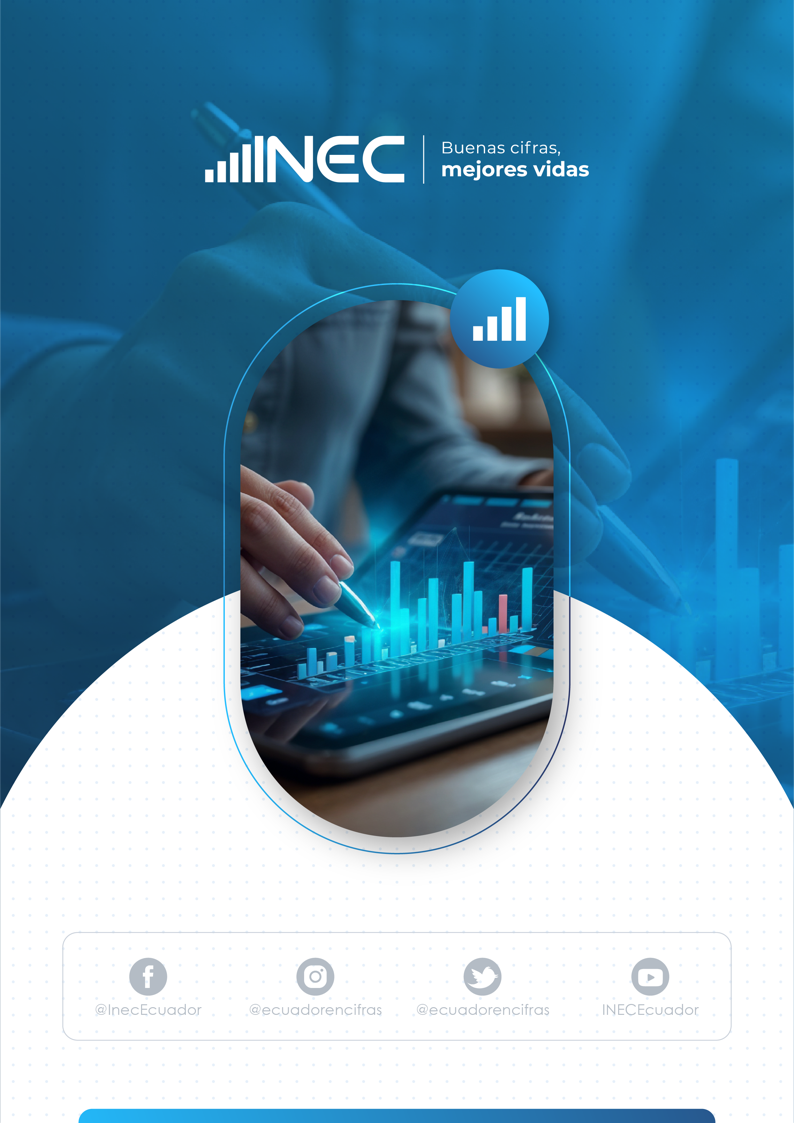 INEC
Buenas cifras,
mejores vidas
@InecEcuador
@ecuadorencifras
@ecuadorencifras
INECEcuador